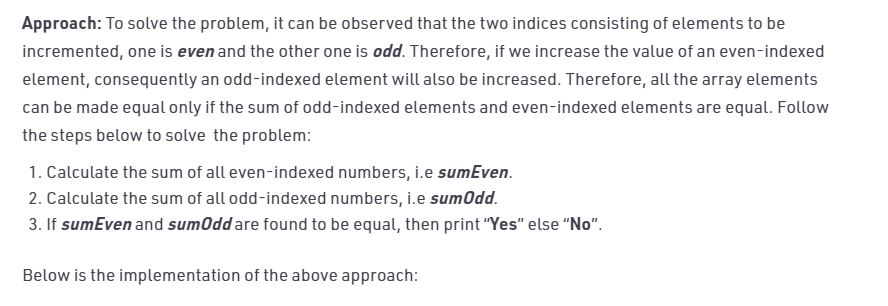 Approach: To solve the problem, it can be observed that the two indices consisting of elements to be
incremented, one is even and the other one is odd. Therefore, if we increase the value of an even-indexed
element, consequently an odd-indexed element will also be increased. Therefore, all the array elements
can be made equal only if the sum of odd-indexed elements and even-indexed elements are equal. Follow
the steps below to solve the problem:
1. Calculate the sum of all even-indexed numbers, i.e sumEven.
2. Calculate the sum of all odd-indexed numbers, i.e sumOdd.
3. If sumEven and sumOdd are found to be equal, then print “Yes” else “No”.
Below is the implementation of the above approach: